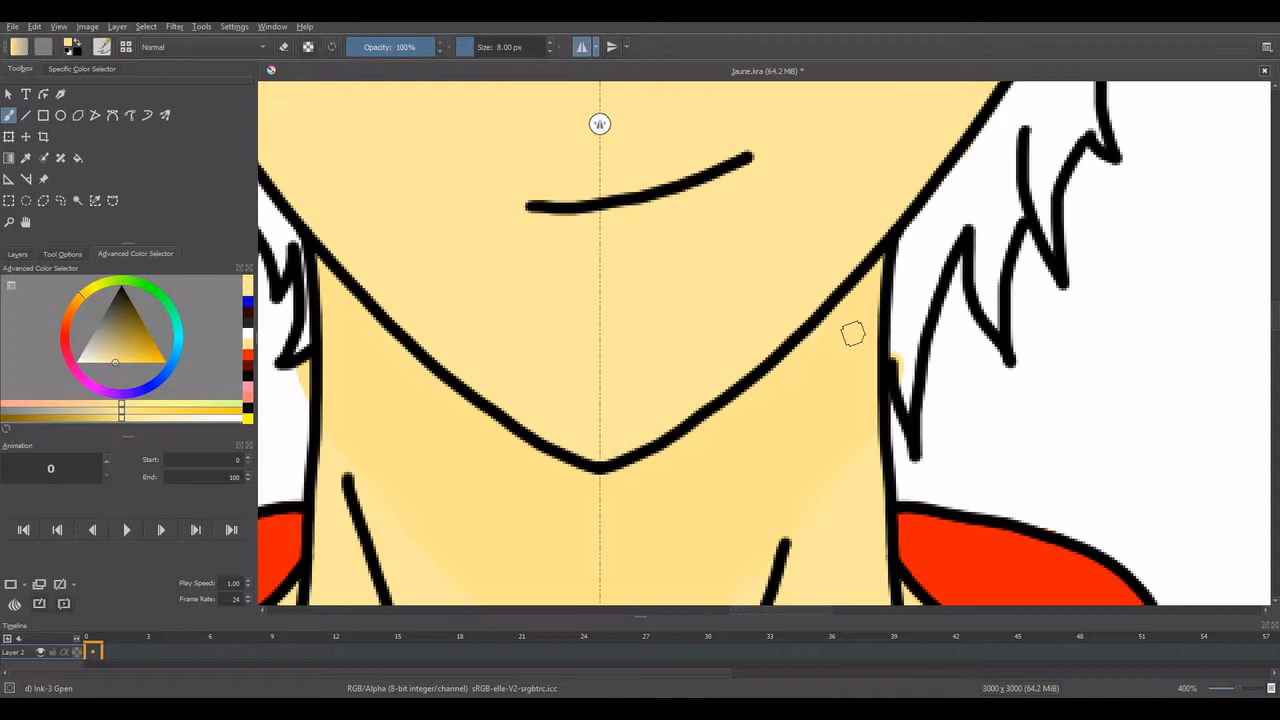 File Edit View Image Layer Select Filter Tools Settings Window Help
Normal Opacity: 100% Size: 8.00 px
Toolbox Specific Color Selector
Jaune.kra (64.2 MiB) *
Layers Tool Options Advanced Color Selector
Advanced Color Selector
Animation
0
Start: 0
End: 100
Play Speed: 1.00
Frame Rate: 24
Timeline
0 3 6 9 12 15 18 21 24 27 30 33 36 39 42 45 48 51 54 57
Layer 2
d) Ink-3 Gpen RGB/Alpha (8-bit integer/channel) sRGB-elle-V2-srgbtrc.icc 3000 x 3000 (64.2 MiB) 400%